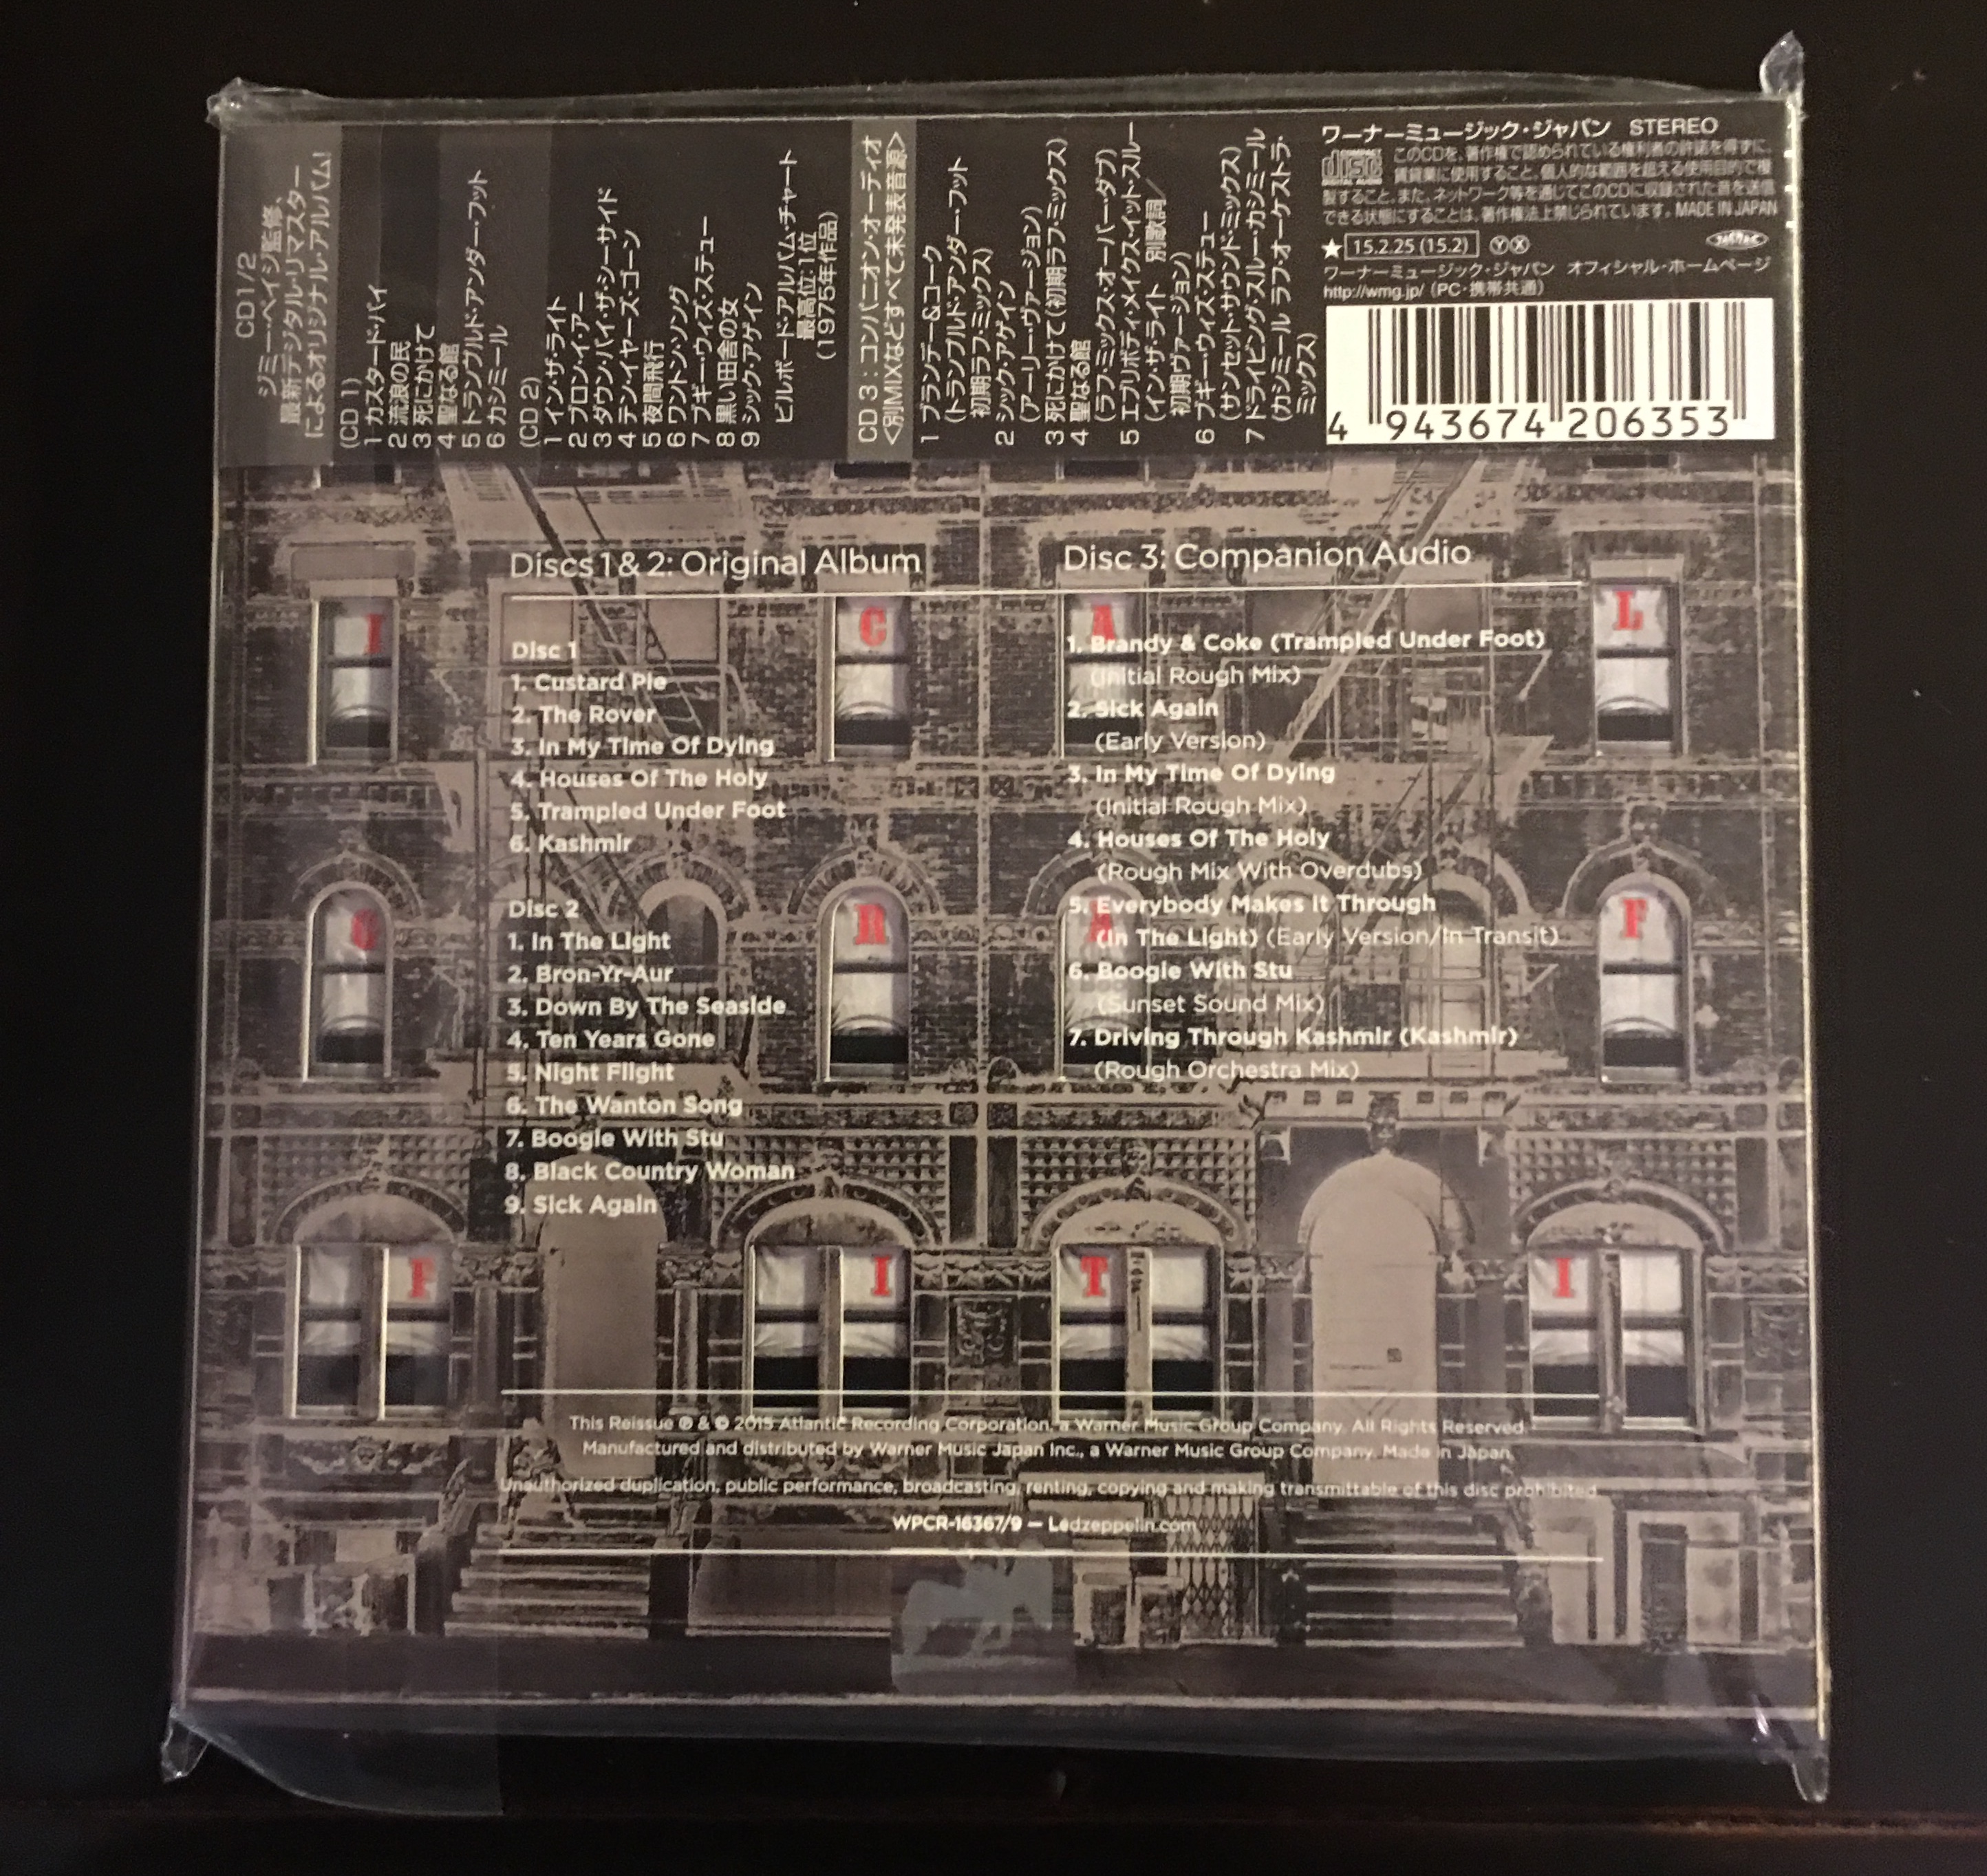 CD1/2
ジミー・ペイジ監修、
最新デジタル・リマスター
によるオリジナル・アルバム!
(CD 1)
1 カスタード・パイ
2 流浪の民
3 死にかけて
4 聖なる館
5 トランプルド・アンダー・フット
6 カシミール
(CD 2)
1 イン・ザ・ライト
2 ブロン・イ・アー
3 ダウン・バイ・ザ・シーサイド
4 テン・イヤーズ・ゴーン
5 夜間飛行
6 ワントン・ソング
7 ブギー・ウィズ・ステュー
8 黒い田舎の女
9 シック・アゲイン
ビルボード・アルバム・チャート
最高位:1位
(1975年作品)
CD 3:コンパニオン・オーディオ
<別MIXなどすべて未発表音源>
1 ブランデー&コーク
(トランプルド・アンダー・フット
初期ラフ・ミックス)
2 シック・アゲイン
(アーリー・ヴァージョン)
3 死にかけて(初期ラフ・ミックス)
4 聖なる館
(ラフ・ミックス・オーバー・ダブ)
5 エブリバディ・メイクス・イット・スルー
(イン・ザ・ライト 別歌詞/
初期ヴァージョン)
6 ブギー・ウィズ・ステュー
(サンセット・サウンド・ミックス)
7 ドライビング・スルー・カシミール
(カシミール ラフ・オーケストラ・
ミックス)
ワーナーミュージック・ジャパン STEREO
COMPACT disc DIGITAL AUDIO
このCDを、著作権で認められている権利者の許諾を得ずに、
賃貸業に使用すること、個人的な範囲を超える使用目的で複
製すること、また、ネットワーク等を通じてこのCDに収録された音を送信
できる状態にすることは、著作権法上禁じられています。MADE IN JAPAN
★ 15.2.25 (15.2) Ⓨ Ⓧ
JASRAC
ワーナーミュージック・ジャパン オフィシャル・ホームページ
http://wmg.jp/ (PC・携帯共通)
4 943674 206353
Discs 1 & 2: Original Album
Disc 1
1. Custard Pie
2. The Rover
3. In My Time Of Dying
4. Houses Of The Holy
5. Trampled Under Foot
6. Kashmir
Disc 2
1. In The Light
2. Bron-Yr-Aur
3. Down By The Seaside
4. Ten Years Gone
5. Night Flight
6. The Wanton Song
7. Boogie With Stu
8. Black Country Woman
9. Sick Again
Disc 3: Companion Audio
1. Brandy & Coke (Trampled Under Foot)
(Initial Rough Mix)
2. Sick Again
(Early Version)
3. In My Time Of Dying
(Initial Rough Mix)
4. Houses Of The Holy
(Rough Mix With Overdubs)
5. Everybody Makes It Through
(In The Light) (Early Version/In Transit)
6. Boogie With Stu
(Sunset Sound Mix)
7. Driving Through Kashmir (Kashmir)
(Rough Orchestra Mix)
I C A L
G R A F
F I T I
This Reissue ℗ & © 2015 Atlantic Recording Corporation, a Warner Music Group Company. All Rights Reserved.
Manufactured and distributed by Warner Music Japan Inc., a Warner Music Group Company. Made in Japan
Unauthorized duplication, public performance, broadcasting, renting, copying and making transmittable of this disc prohibited.
WPCR-16367/9 – Ledzeppelin.com